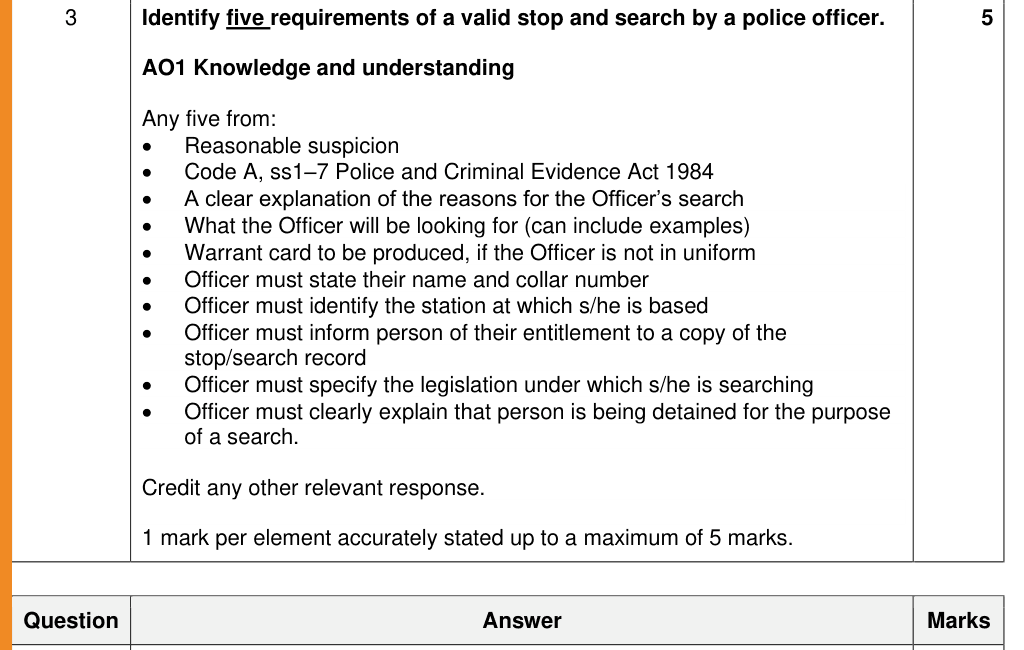 3
Identify five requirements of a valid stop and search by a police officer.
5
AO1 Knowledge and understanding
Any five from:
• Reasonable suspicion
• Code A, ss1–7 Police and Criminal Evidence Act 1984
• A clear explanation of the reasons for the Officer’s search
• What the Officer will be looking for (can include examples)
• Warrant card to be produced, if the Officer is not in uniform
• Officer must state their name and collar number
• Officer must identify the station at which s/he is based
• Officer must inform person of their entitlement to a copy of the
stop/search record
• Officer must specify the legislation under which s/he is searching
• Officer must clearly explain that person is being detained for the purpose
of a search.
Credit any other relevant response.
1 mark per element accurately stated up to a maximum of 5 marks.
Question Answer Marks